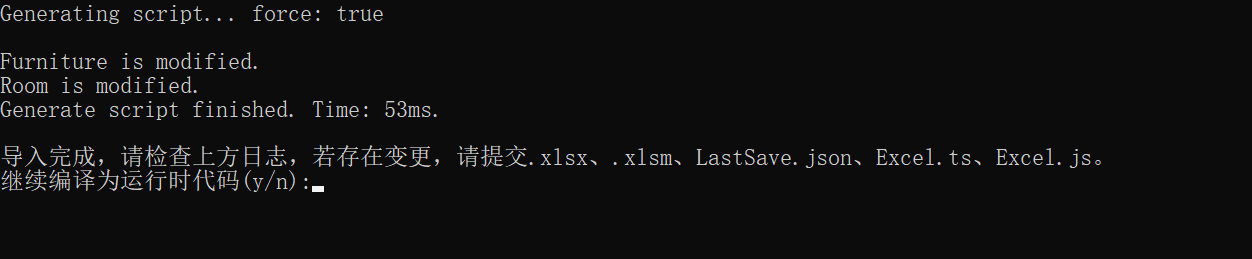 Generating script... force: true
Furniture is modified.
Room is modified.
Generate script finished. Time: 53ms.
导入完成，请检查上方日志，若存在变更，请提交.xlsx、.xlsm、LastSave.json、Excel.ts、Excel.js。
继续编译为运行时代码(y/n):